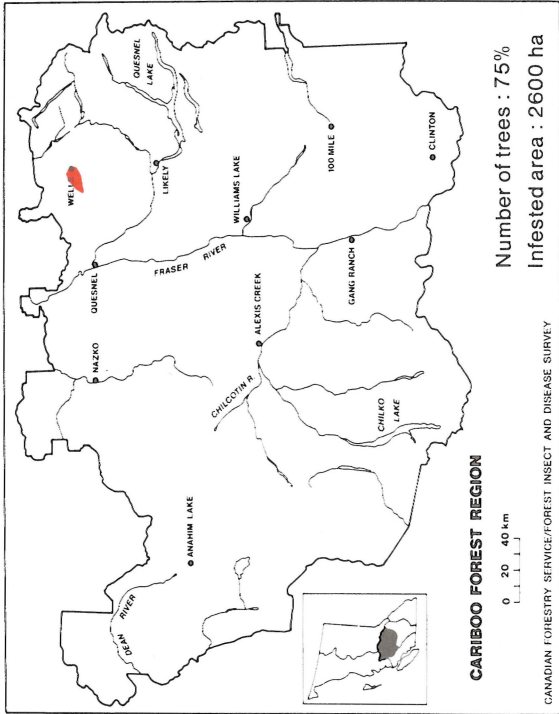 QUESNEL
LAKE
LIKELY
QUESNEL
NAZKO
FRASER RIVER
WILLIAMS LAKE
100 MILE
ANAHIM LAKE
DEAN RIVER
ALEXIS CREEK
CHILCOTIN R.
GANG RANCH
CLINTON
CHILKO
LAKE
CARIBOO FOREST REGION
0 20 40 km
Number of trees : 75%
Infested area : 2600 ha
CANADIAN FORESTRY SERVICE/FOREST INSECT AND DISEASE SURVEY